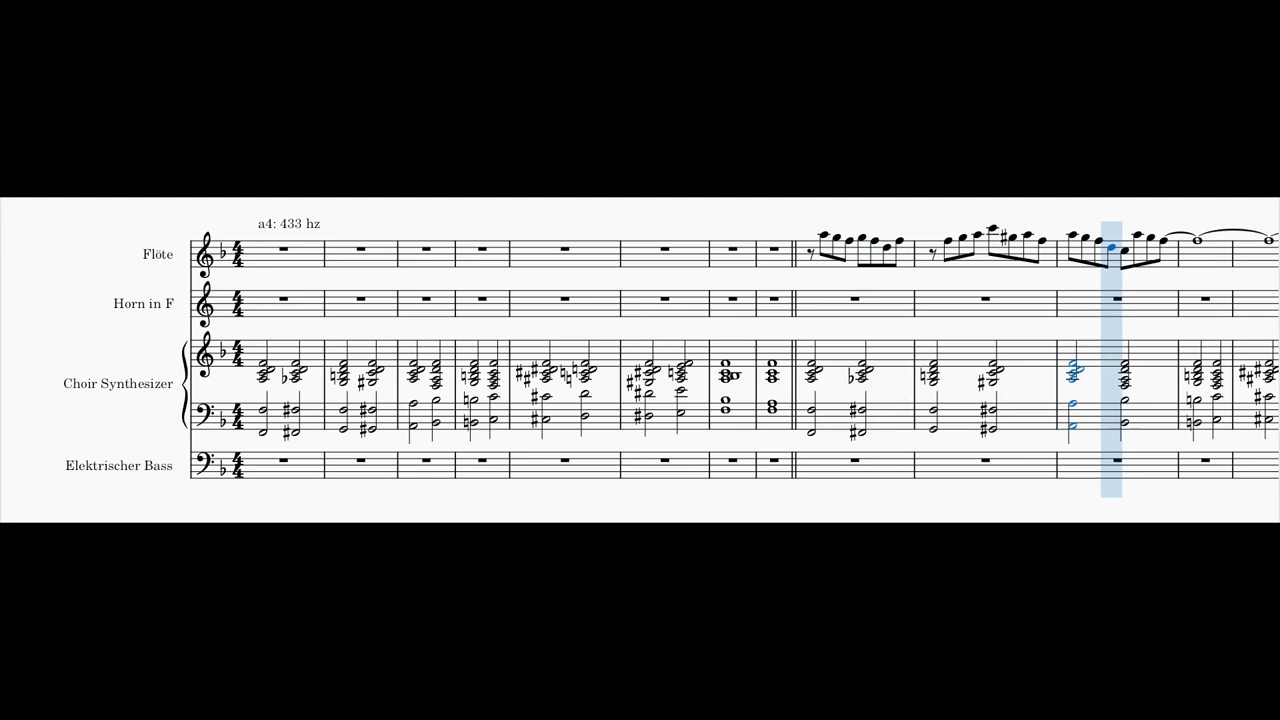 a4: 433 hz
Flöte
Horn in F
Choir Synthesizer
Elektrischer Bass